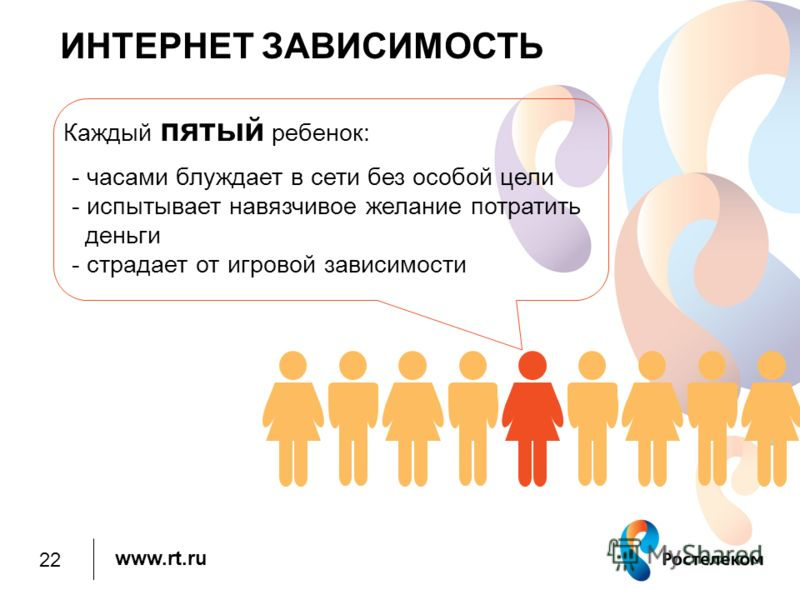 ИНТЕРНЕТ ЗАВИСИМОСТЬ
Каждый пятый ребенок:
- часами блуждает в сети без особой цели
- испытывает навязчивое желание потратить
деньги
- страдает от игровой зависимости
22
www.rt.ru
MyShared
Ростелеком